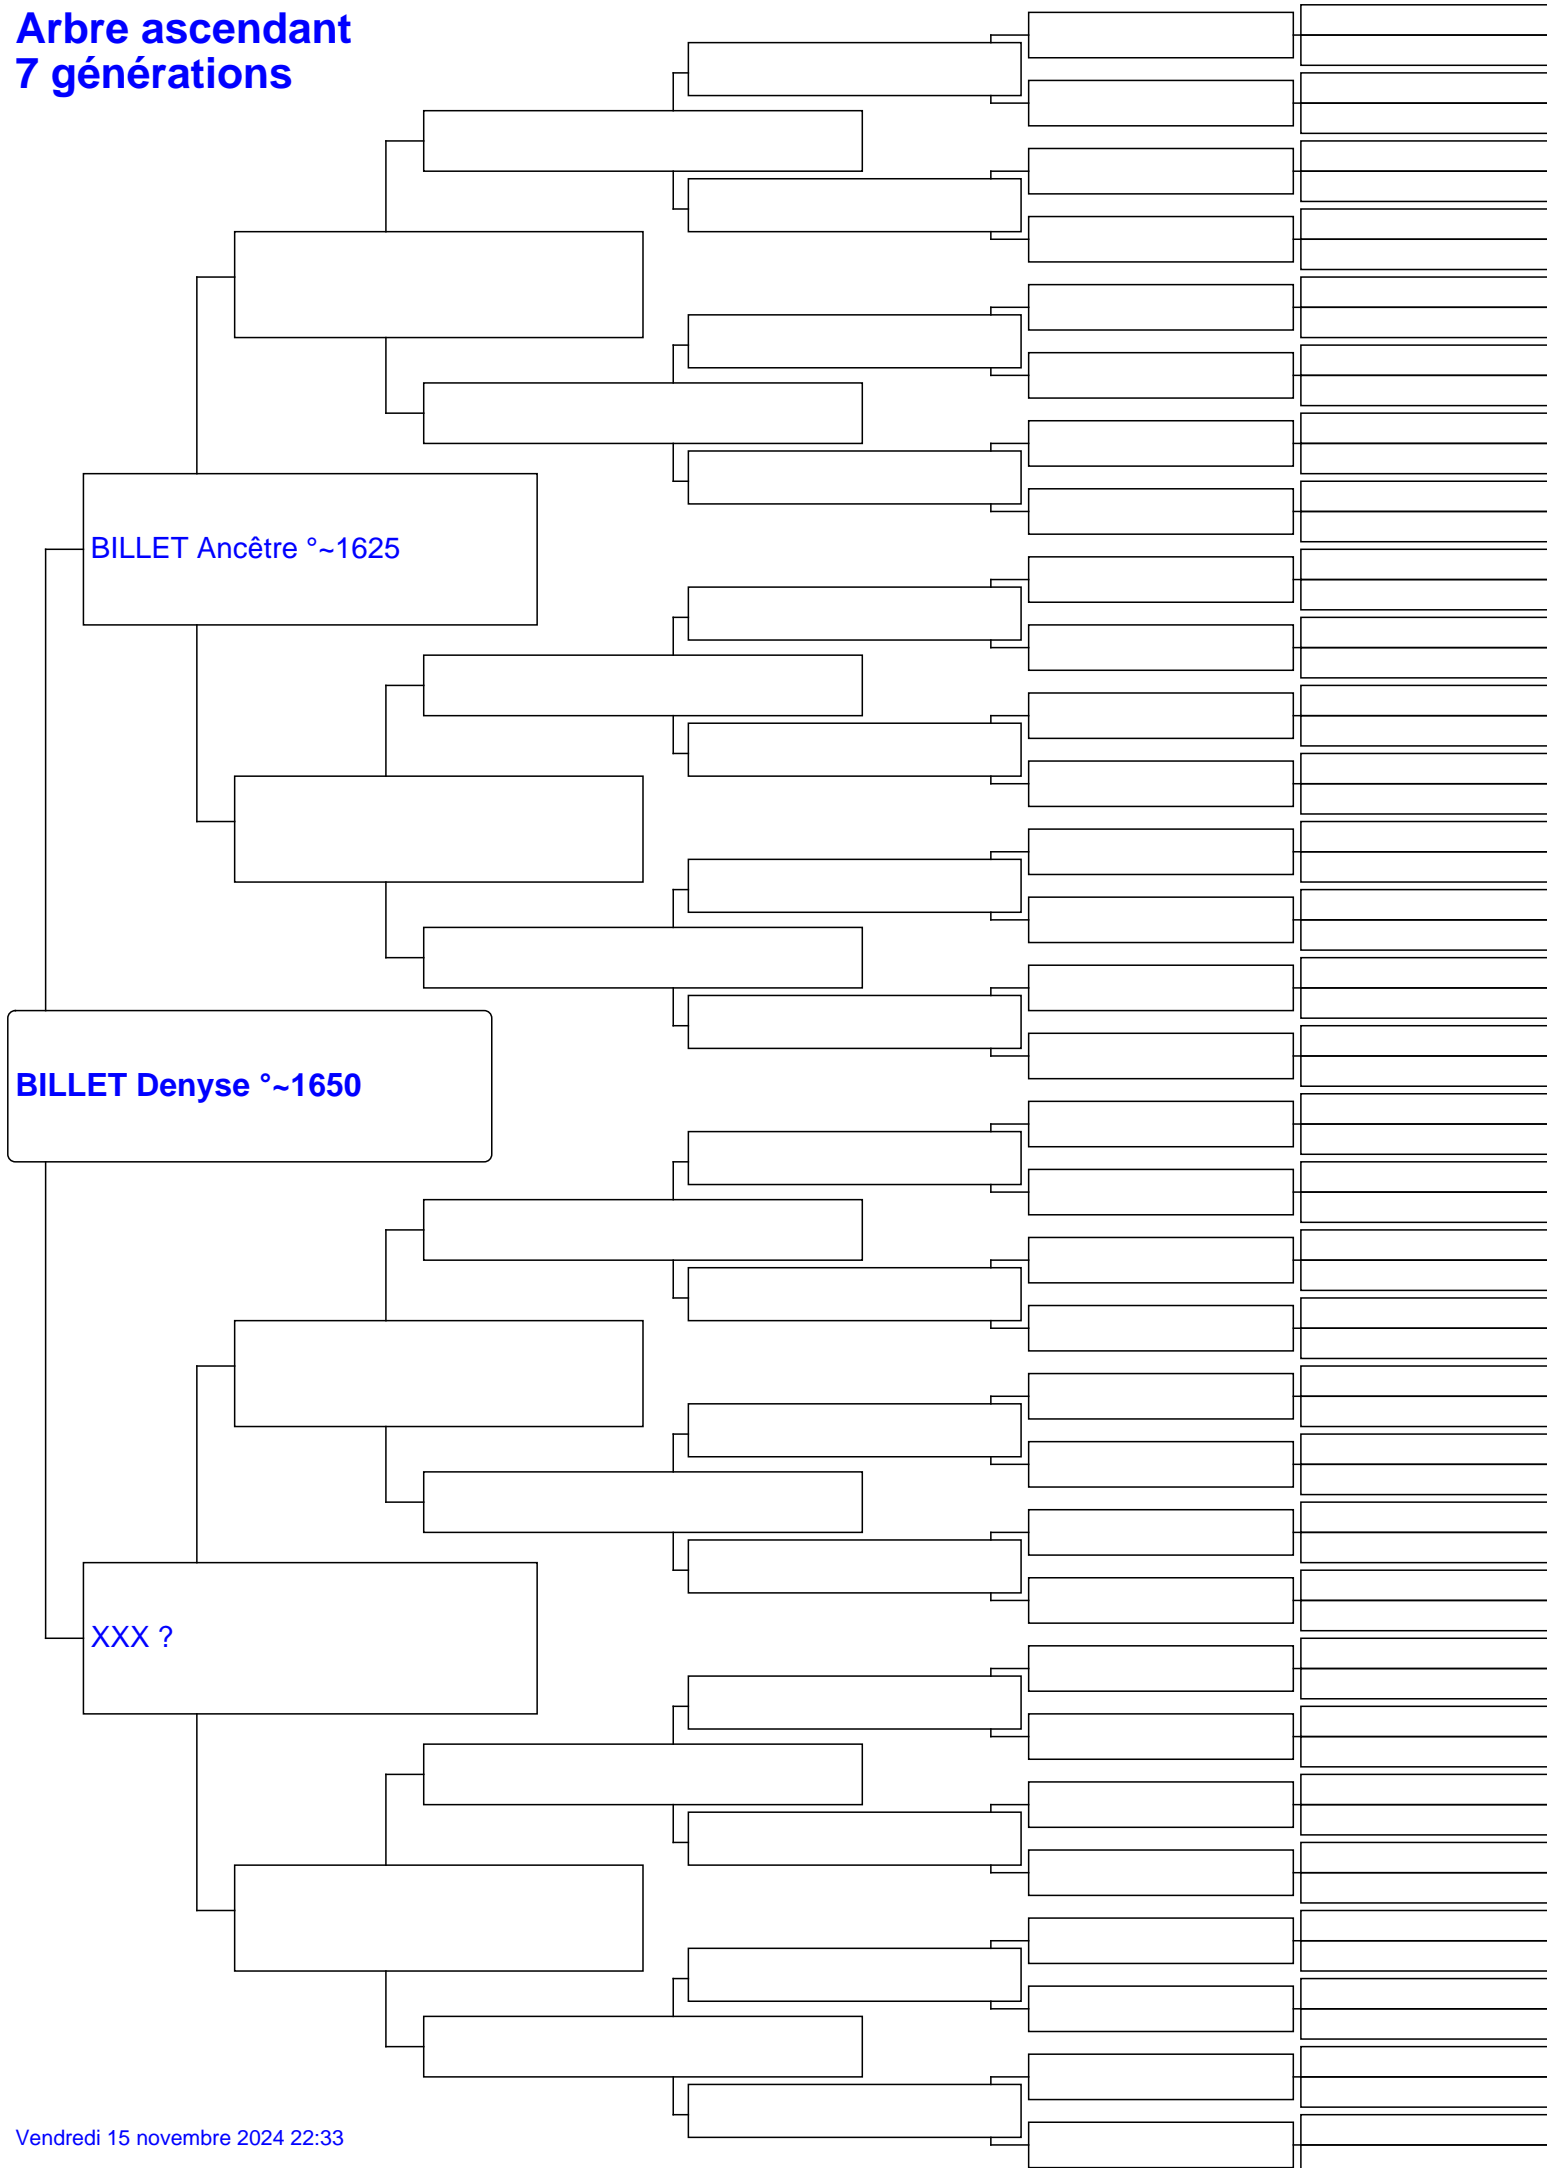 Arbre ascendant
7 générations
BILLET Ancêtre °~1625
BILLET Denyse °~1650
XXX ?
Vendredi 15 novembre 2024 22:33